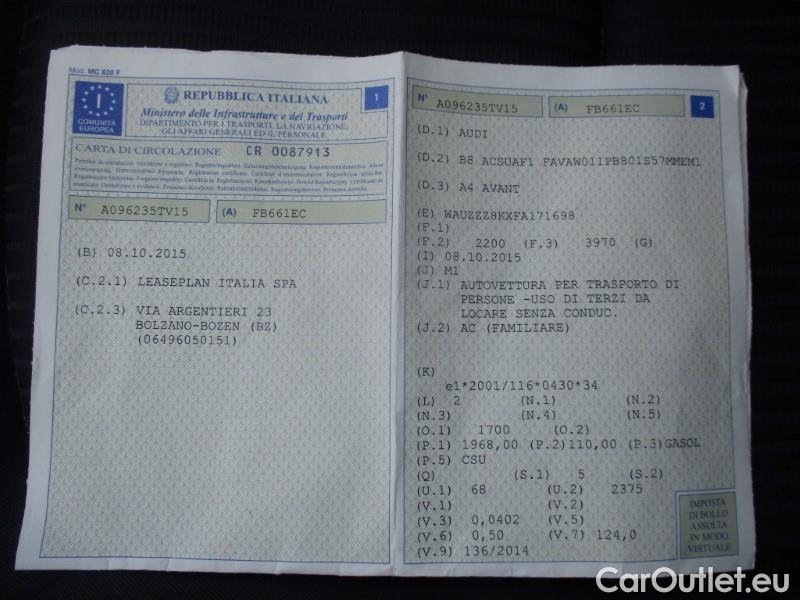 Mod. MC 820 F
I
COMUNITÀ
EUROPEA
REPUBBLICA ITALIANA
1
Ministero delle Infrastrutture e dei Trasporti
DIPARTIMENTO PER I TRASPORTI, LA NAVIGAZIONE,
GLI AFFARI GENERALI ED IL PERSONALE
CARTA DI CIRCOLAZIONE CR 0087913
N° A096235TV15 (A) FB661EC
(B) 08.10.2015
(C.2.1) LEASEPLAN ITALIA SPA
(C.2.3) VIA ARGENTIERI 23
BOLZANO-BOZEN (BZ)
(06496050151)
N° A096235TV15 (A) FB661EC 2
(D.1) AUDI
(D.2) B8 ACSUAF1 FAVAW011PB801S57MMEM1
(D.3) A4 AVANT
(E) WAUZZZ8KXFA171698
(F.1)
(F.2) 2200 (F.3) 3970 (G)
(I) 08.10.2015
(J) M1
(J.1) AUTOVETTURA PER TRASPORTO DI
PERSONE -USO DI TERZI DA
LOCARE SENZA CONDUC.
(J.2) AC (FAMILIARE)
(K)
e1*2001/116*0430*34
(L) 2 (N.1) (N.2)
(N.3) (N.4) (N.5)
(O.1) 1700 (O.2)
(P.1) 1968,00 (P.2)110,00 (P.3)GASOL
(P.5) CSU
(Q) (S.1) 5 (S.2)
(U.1) 68 (U.2) 2375
(V.1) (V.2)
(V.3) 0,0402 (V.5)
(V.6) 0,50 (V.7) 124,0
(V.9) 136/2014
IMPOSTA
DI BOLLO
ASSOLTA
IN MODO
VIRTUALE
CarOutlet.eu